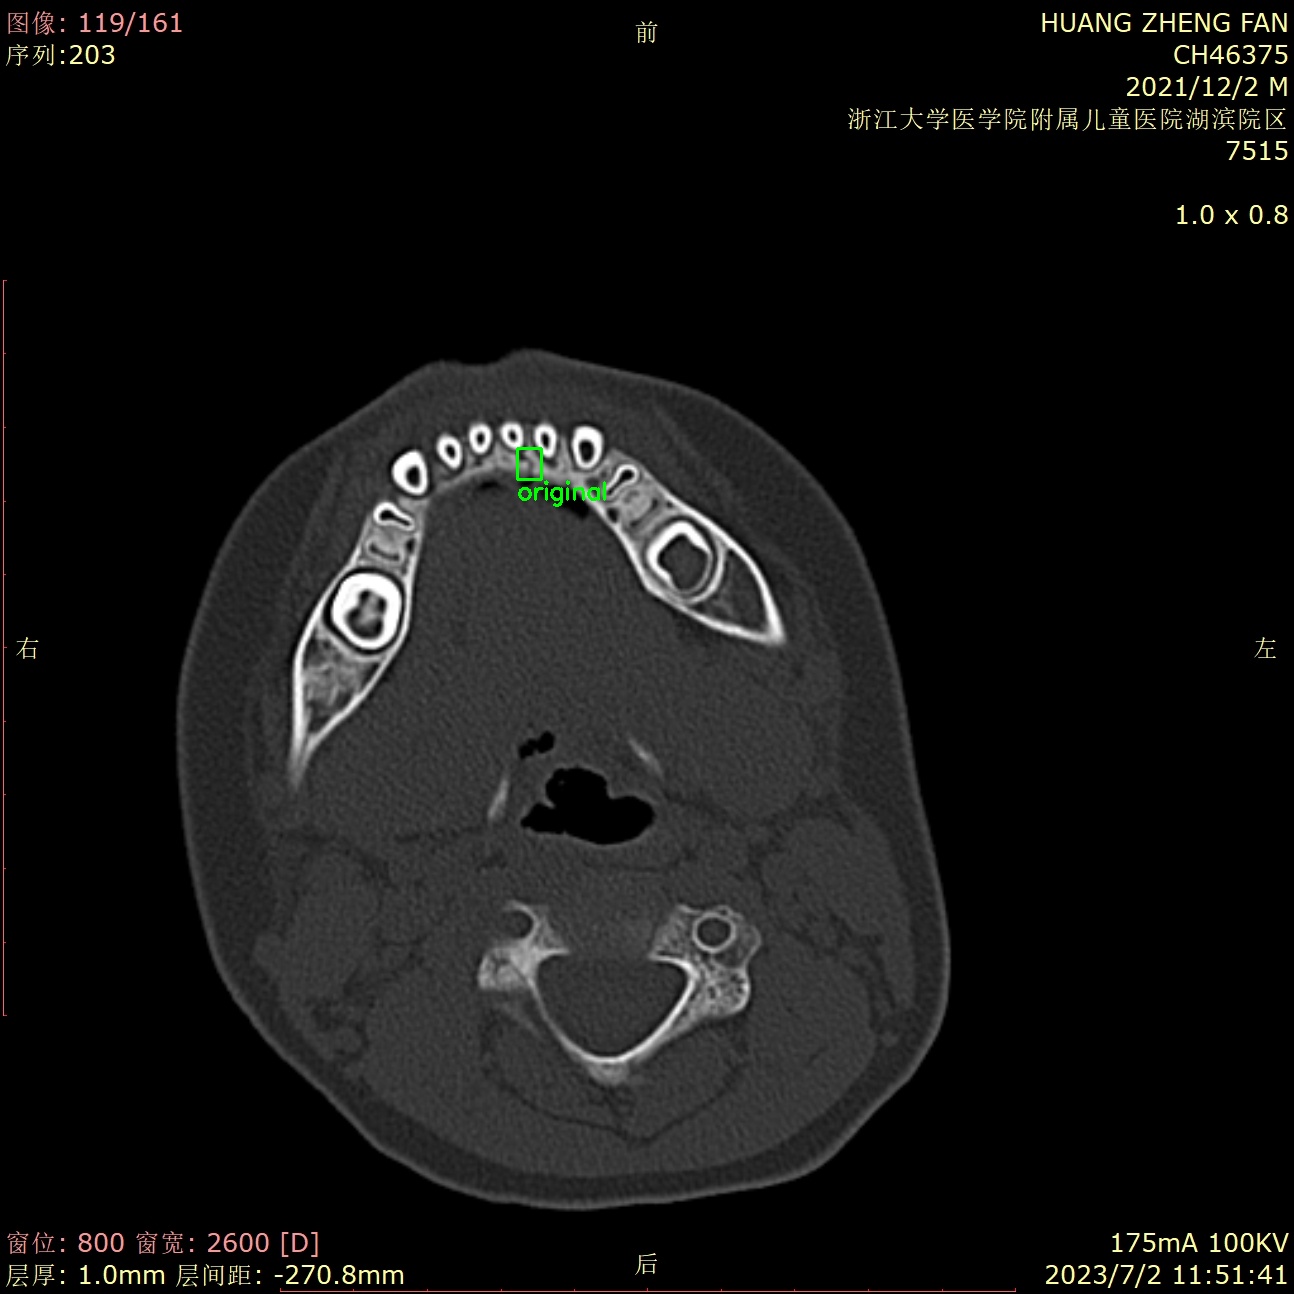 图像: 119/161
序列:203
前
HUANG ZHENG FAN
CH46375
2021/12/2 M
浙江大学医学院附属儿童医院湖滨院区
7515
1.0 x 0.8
original
右
左
窗位: 800 窗宽: 2600 [D]
层厚: 1.0mm 层间距: -270.8mm
后
175mA 100KV
2023/7/2 11:51:41